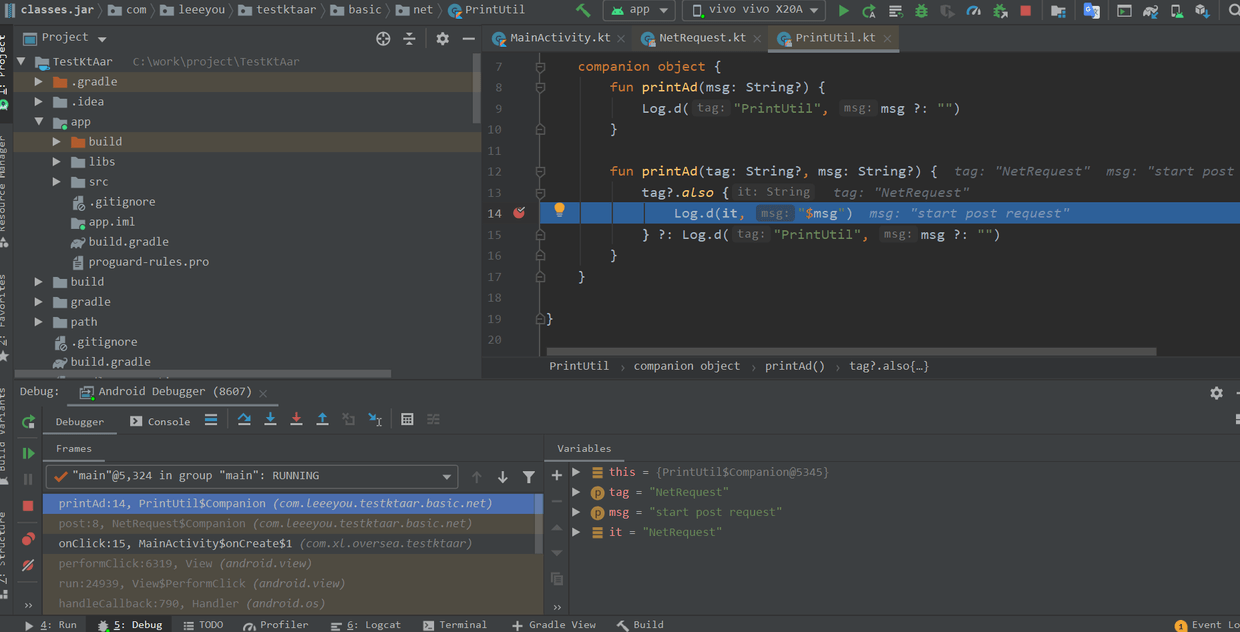 classes.jar com leeeyou testktaar basic net PrintUtil app vivo vivo X20A
Project
MainActivity.kt NetRequest.kt PrintUtil.kt
TestKtAar C:\work\project\TestKtAar
.gradle
.idea
app
build
libs
src
.gitignore
app.iml
build.gradle
proguard-rules.pro
build
gradle
path
.gitignore
build.gradle
Resource Manager
7 companion object {
8 fun printAd(msg: String?) {
9 Log.d( tag: "PrintUtil", msg: msg ?: "")
10 }
11
12 fun printAd(tag: String?, msg: String?) { tag: "NetRequest" msg: "start post
13 tag?.also { it: String tag: "NetRequest"
14 Log.d(it, msg: "$msg") msg: "start post request"
15 } ?: Log.d( tag: "PrintUtil", msg: msg ?: "")
16 }
17 }
18
19 }
20
PrintUtil › companion object › printAd() › tag?.also{…}
Debug: Android Debugger (8607)
Debugger Console
Frames
"main"@5,324 in group "main": RUNNING
printAd:14, PrintUtil$Companion (com.leeeyou.testktaar.basic.net)
post:8, NetRequest$Companion (com.leeeyou.testktaar.basic.net)
onClick:15, MainActivity$onCreate$1 (com.xl.oversea.testktaar)
performClick:6319, View (android.view)
run:24939, View$PerformClick (android.view)
handleCallback:790, Handler (android.os)
Variables
this = {PrintUtil$Companion@5345}
p tag = "NetRequest"
p msg = "start post request"
it = "NetRequest"
4: Run 5: Debug TODO Profiler 6: Logcat Terminal Gradle View Build 1 Event Lo